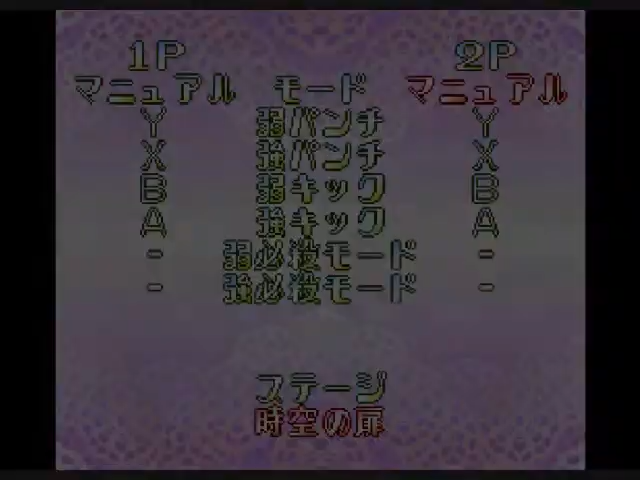 1P 2P
マニュアル モード マニュアル
Y 弱パンチ Y
X 強パンチ X
B 弱キック B
A 強キック A
- 弱必殺モード -
- 強必殺モード -
ステージ
時空の扉